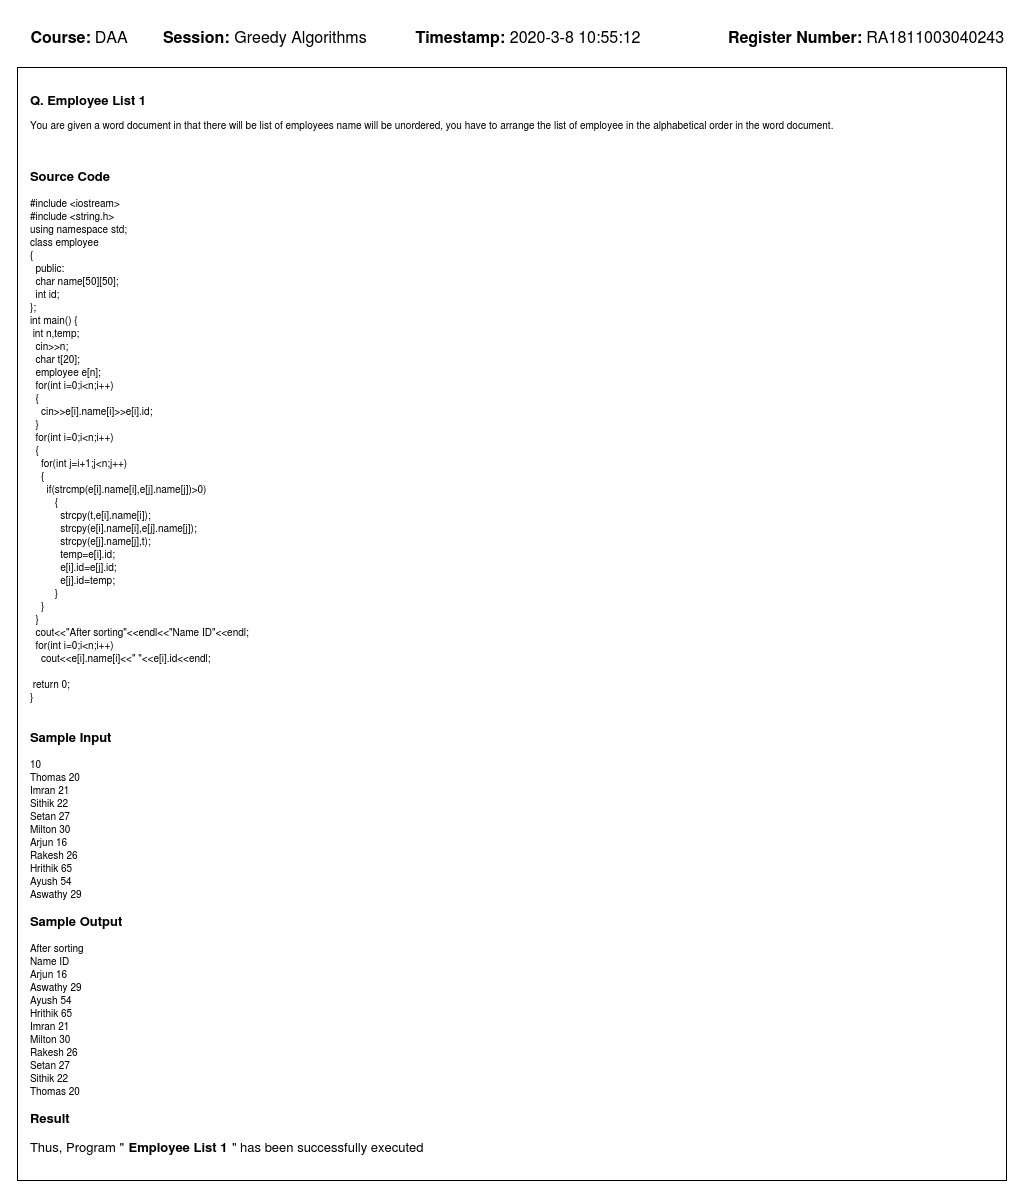 Course: DAA Session: Greedy Algorithms Timestamp: 2020-3-8 10:55:12 Register Number: RA1811003040243
Q. Employee List 1
You are given a word document in that there will be list of employees name will be unordered, you have to arrange the list of employee in the alphabetical order in the word document.
Source Code
#include <iostream>
#include <string.h>
using namespace std;
class employee
{
public:
char name[50][50];
int id;
};
int main() {
int n,temp;
cin>>n;
char t[20];
employee e[n];
for(int i=0;i<n;i++)
{
cin>>e[i].name[i]>>e[i].id;
}
for(int i=0;i<n;i++)
{
for(int j=i+1;j<n;j++)
{
if(strcmp(e[i].name[i],e[j].name[j])>0)
{
strcpy(t,e[i].name[i]);
strcpy(e[i].name[i],e[j].name[j]);
strcpy(e[j].name[j],t);
temp=e[i].id;
e[i].id=e[j].id;
e[j].id=temp;
}
}
}
cout<<"After sorting"<<endl<<"Name ID"<<endl;
for(int i=0;i<n;i++)
cout<<e[i].name[i]<<" "<<e[i].id<<endl;
return 0;
}
Sample Input
10
Thomas 20
Imran 21
Sithik 22
Setan 27
Milton 30
Arjun 16
Rakesh 26
Hrithik 65
Ayush 54
Aswathy 29
Sample Output
After sorting
Name ID
Arjun 16
Aswathy 29
Ayush 54
Hrithik 65
Imran 21
Milton 30
Rakesh 26
Setan 27
Sithik 22
Thomas 20
Result
Thus, Program " Employee List 1 " has been successfully executed